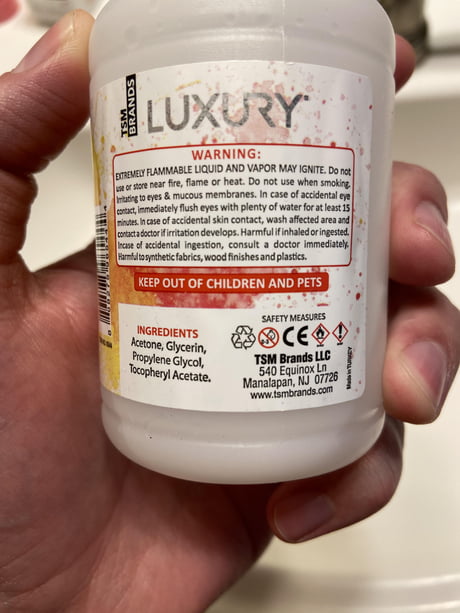 TSM
BRANDS
LUXURY
WARNING:
EXTREMELY FLAMMABLE LIQUID AND VAPOR MAY IGNITE. Do not
use or store near fire, flame or heat. Do not use when smoking.
Irritating to eyes & mucous membranes. In case of accidental eye
contact, immediately flush eyes with plenty of water for at least 15
minutes. In case of accidental skin contact, wash affected area and
contact a doctor if irritation develops. Harmful if inhaled or ingested.
Incase of accidental ingestion, consult a doctor immediately.
Harmful to synthetic fabrics, wood finishes and plastics.
KEEP OUT OF CHILDREN AND PETS
INGREDIENTS
Acetone, Glycerin,
Propylene Glycol,
Tocopheryl Acetate.
SAFETY MEASURES
CE
TSM Brands LLC
540 Equinox Ln
Manalapan, NJ 07726
www.tsmbrands.com
Made in TURKEY